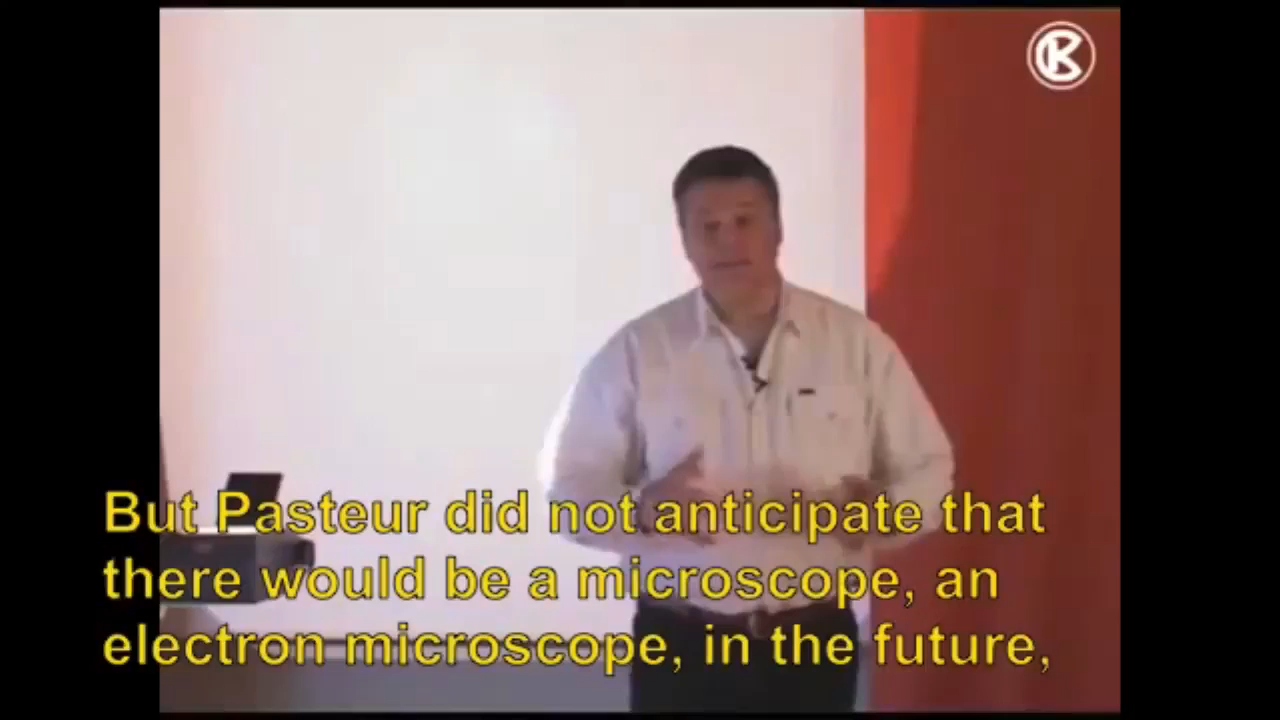 But Pasteur did not anticipate that
there would be a microscope, an
electron microscope, in the future,